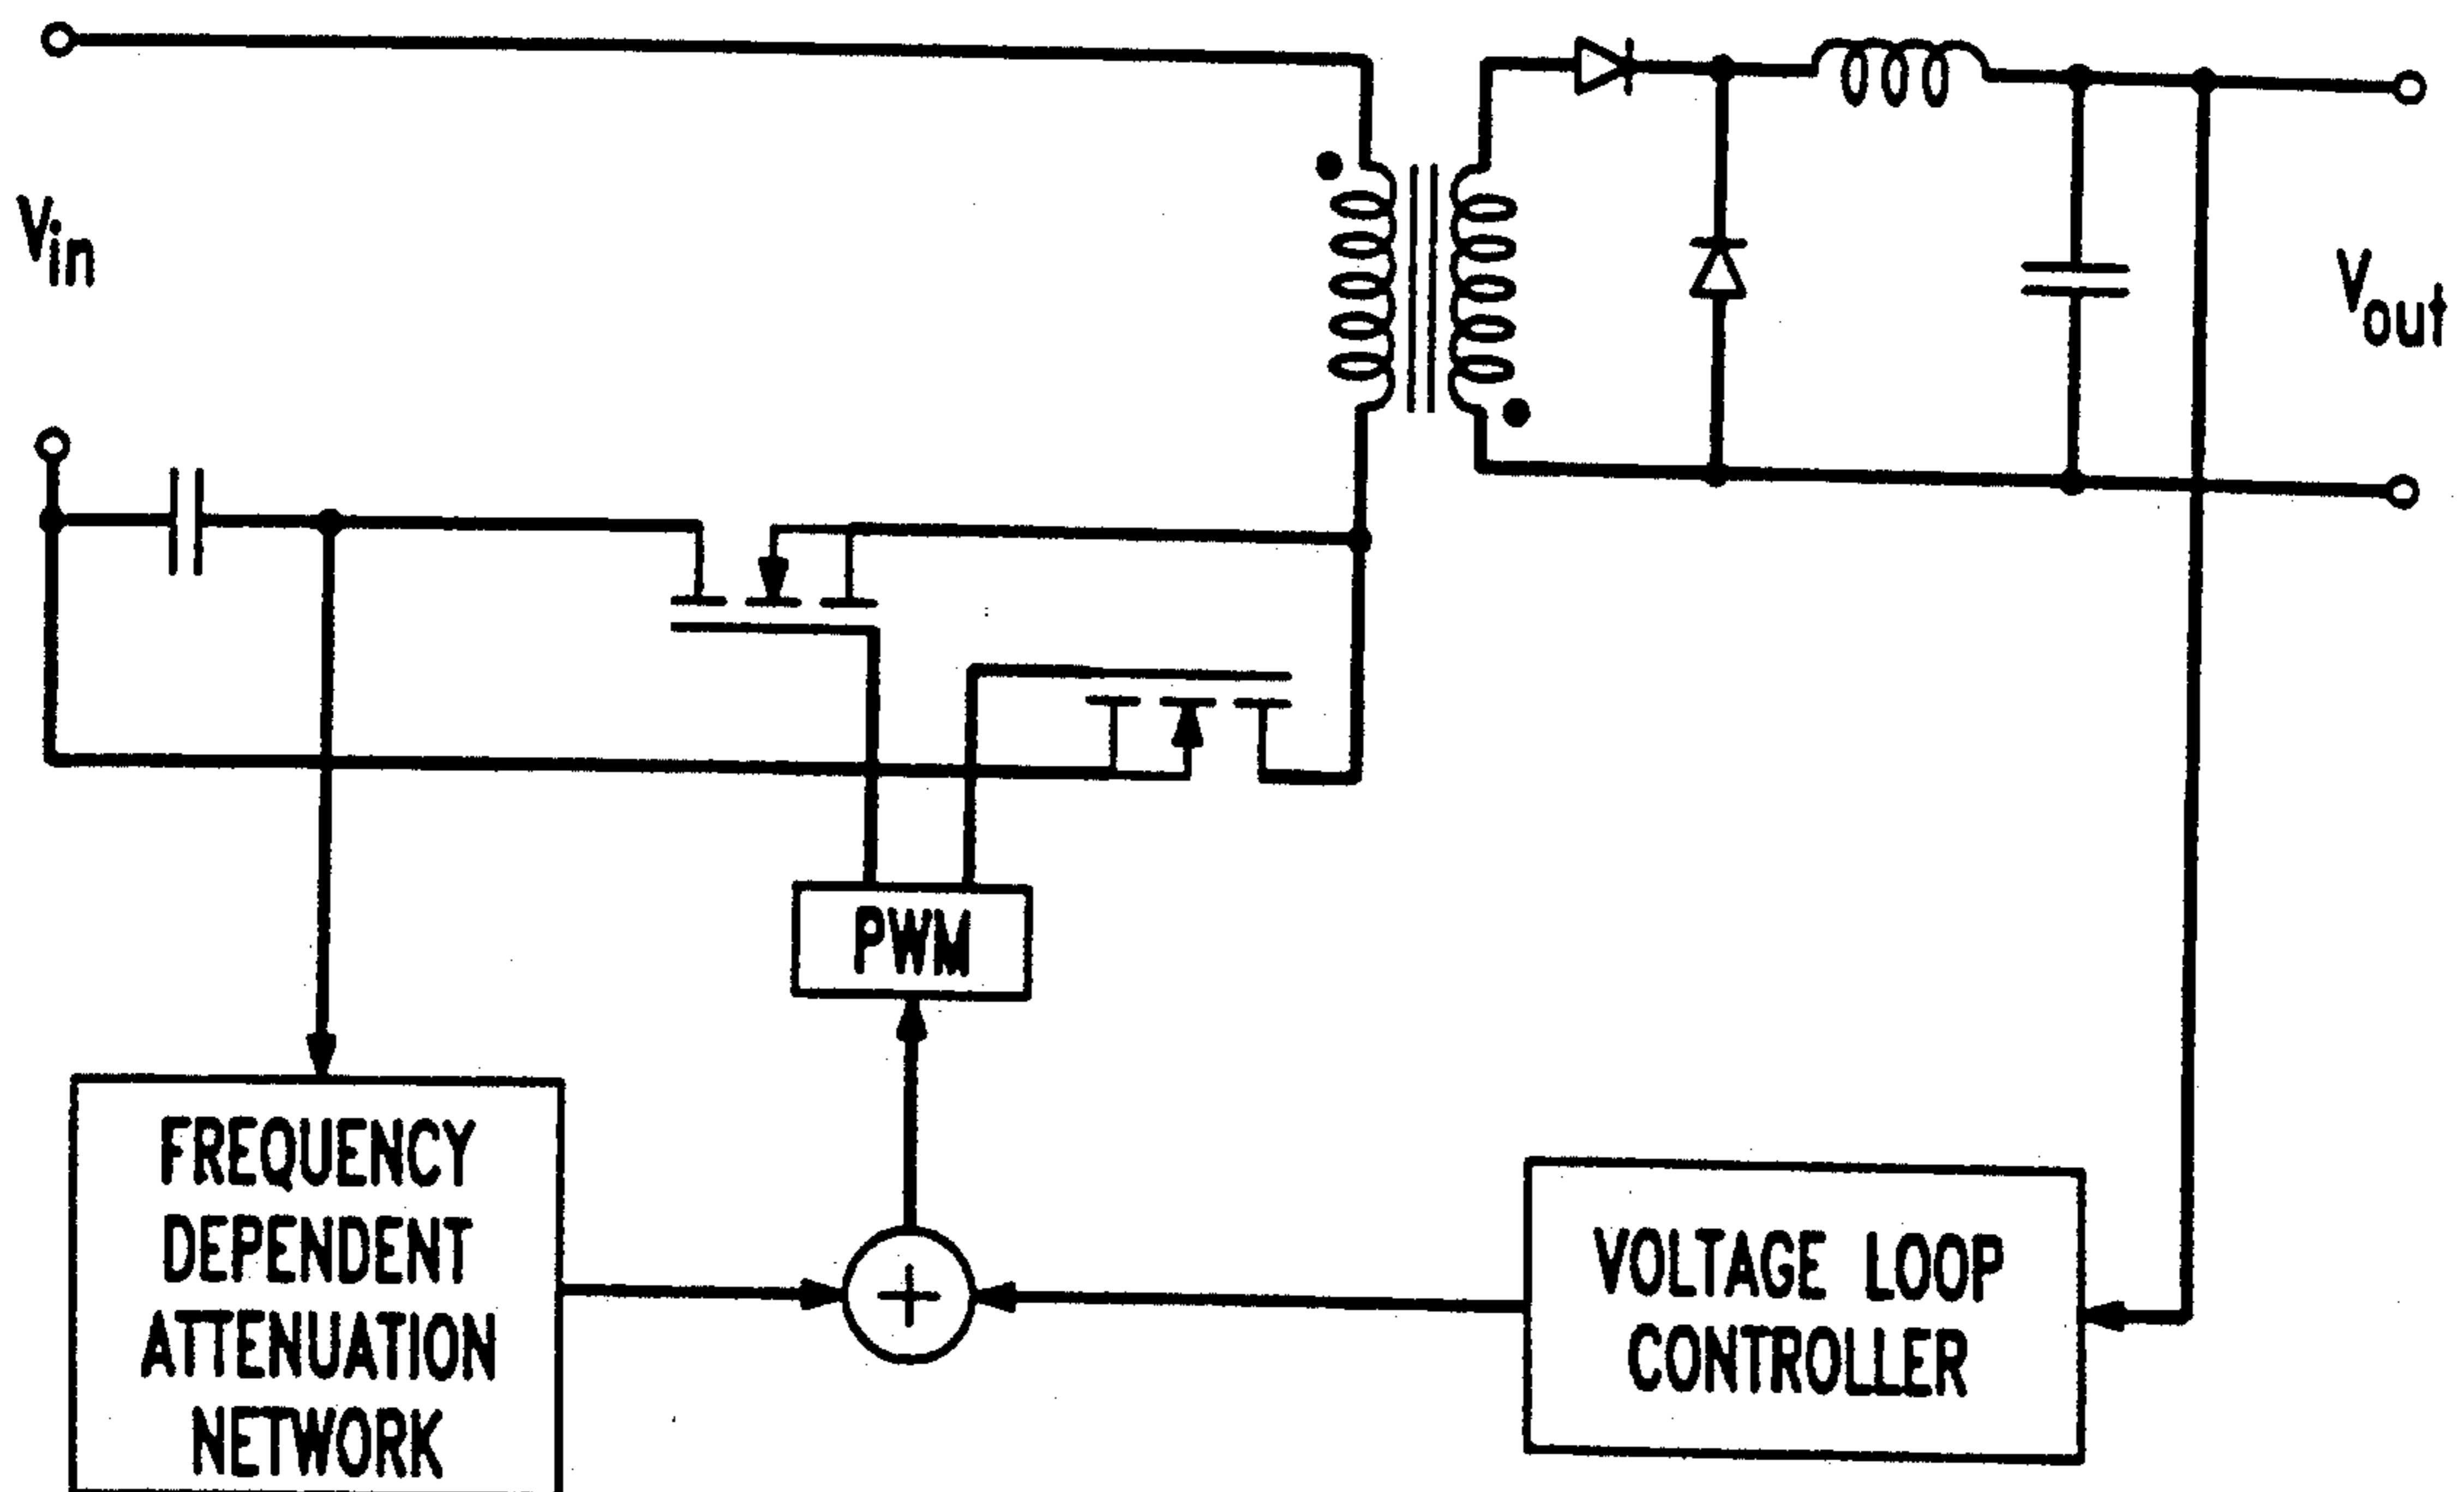 Vin
Vout
PWM
FREQUENCY
DEPENDENT
ATTENUATION
NETWORK
VOLTAGE LOOP
CONTROLLER